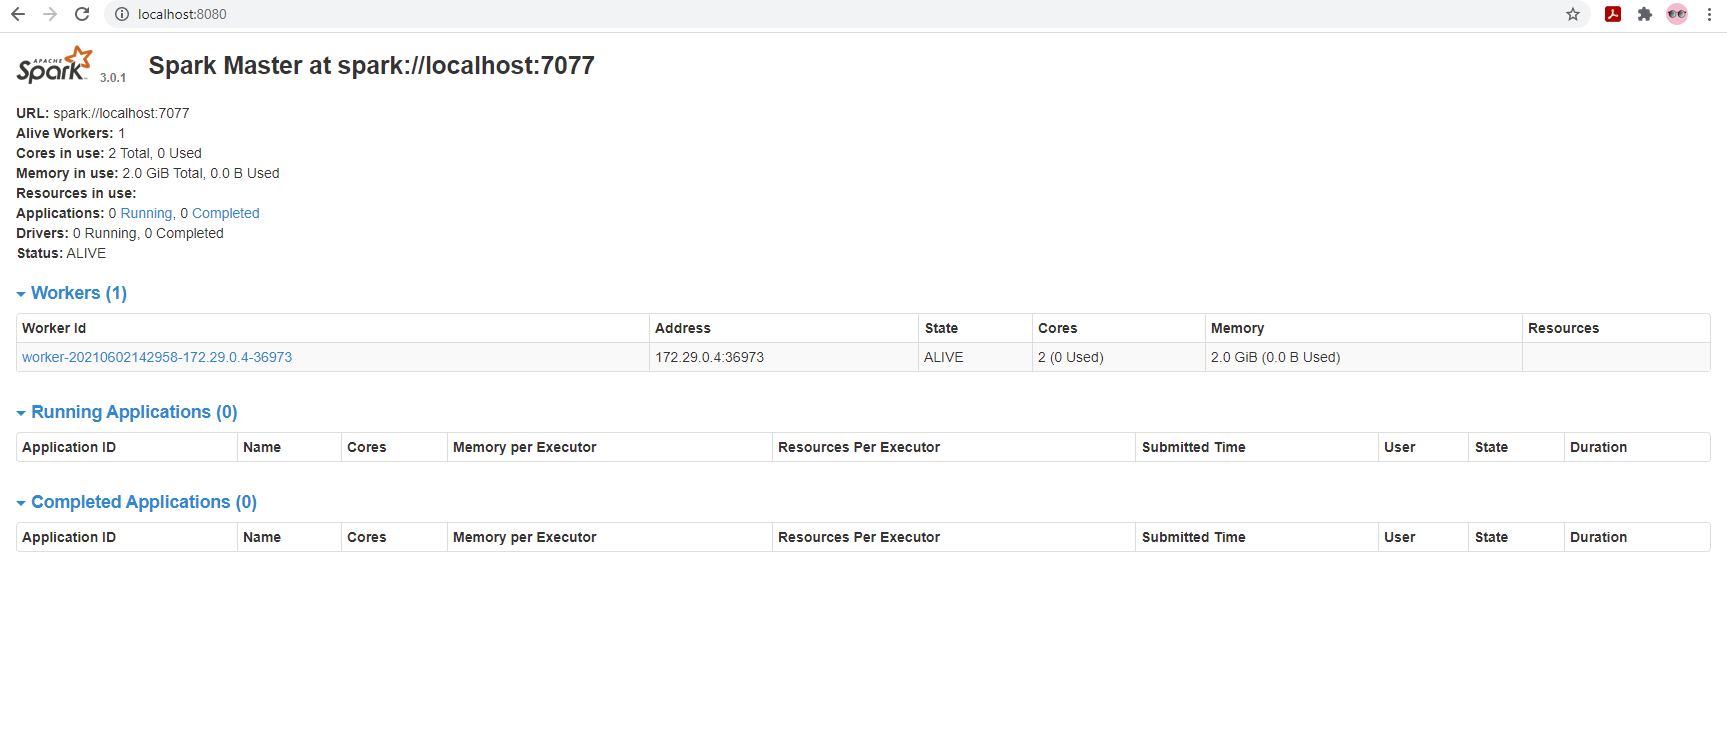 localhost:8080
APACHE Spark 3.0.1 Spark Master at spark://localhost:7077
URL: spark://localhost:7077
Alive Workers: 1
Cores in use: 2 Total, 0 Used
Memory in use: 2.0 GiB Total, 0.0 B Used
Resources in use:
Applications: 0 Running, 0 Completed
Drivers: 0 Running, 0 Completed
Status: ALIVE
Workers (1)
Worker Id Address State Cores Memory Resources
worker-20210602142958-172.29.0.4-36973 172.29.0.4:36973 ALIVE 2 (0 Used) 2.0 GiB (0.0 B Used)
Running Applications (0)
Application ID Name Cores Memory per Executor Resources Per Executor Submitted Time User State Duration
Completed Applications (0)
Application ID Name Cores Memory per Executor Resources Per Executor Submitted Time User State Duration